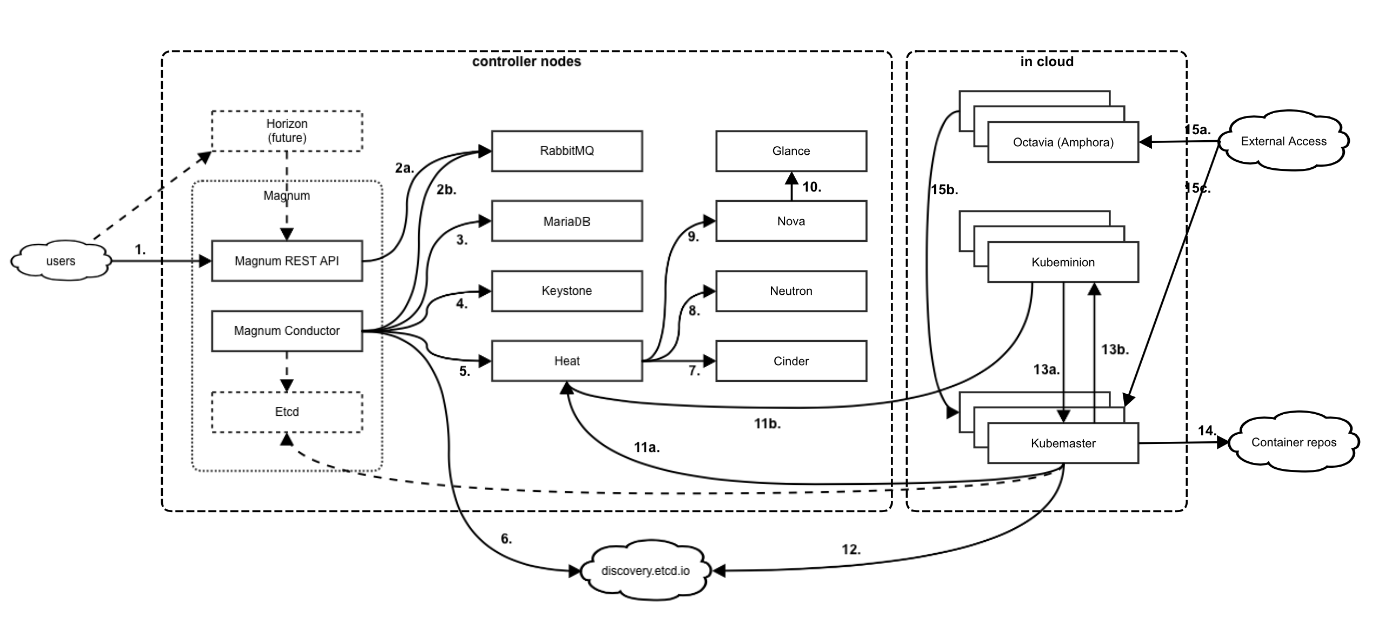 controller nodes
in cloud
Horizon
(future)
Magnum
users
1.
Magnum REST API
Magnum Conductor
Etcd
2a.
2b.
3.
4.
5.
6.
RabbitMQ
MariaDB
Keystone
Heat
7.
8.
9.
10.
Glance
Nova
Neutron
Cinder
11a.
11b.
12.
discovery.etcd.io
Octavia (Amphora)
Kubeminion
Kubemaster
13a.
13b.
14.
15a.
15b.
15c.
External Access
Container repos